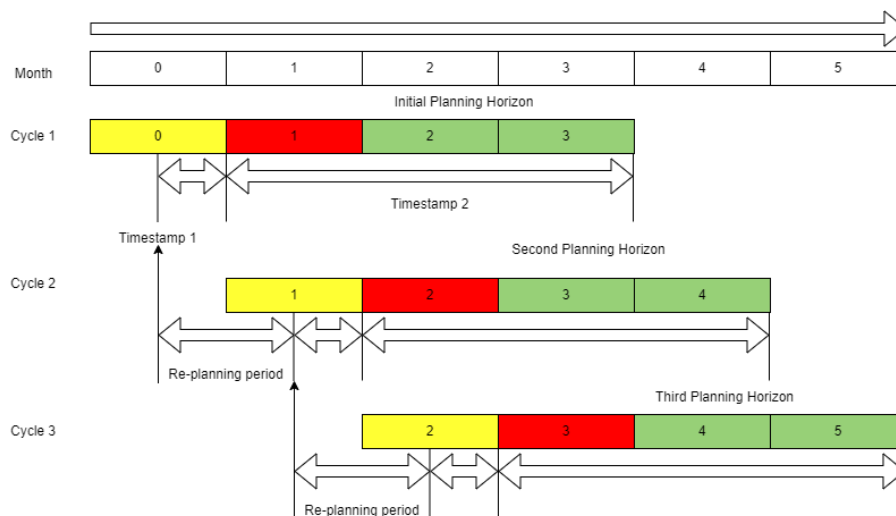 Month 0 1 2 3 4 5
Initial Planning Horizon
Cycle 1 0 1 2 3
Timestamp 2
Timestamp 1
Second Planning Horizon
Cycle 2 1 2 3 4
Re-planning period
Third Planning Horizon
Cycle 3 2 3 4 5
Re-planning period